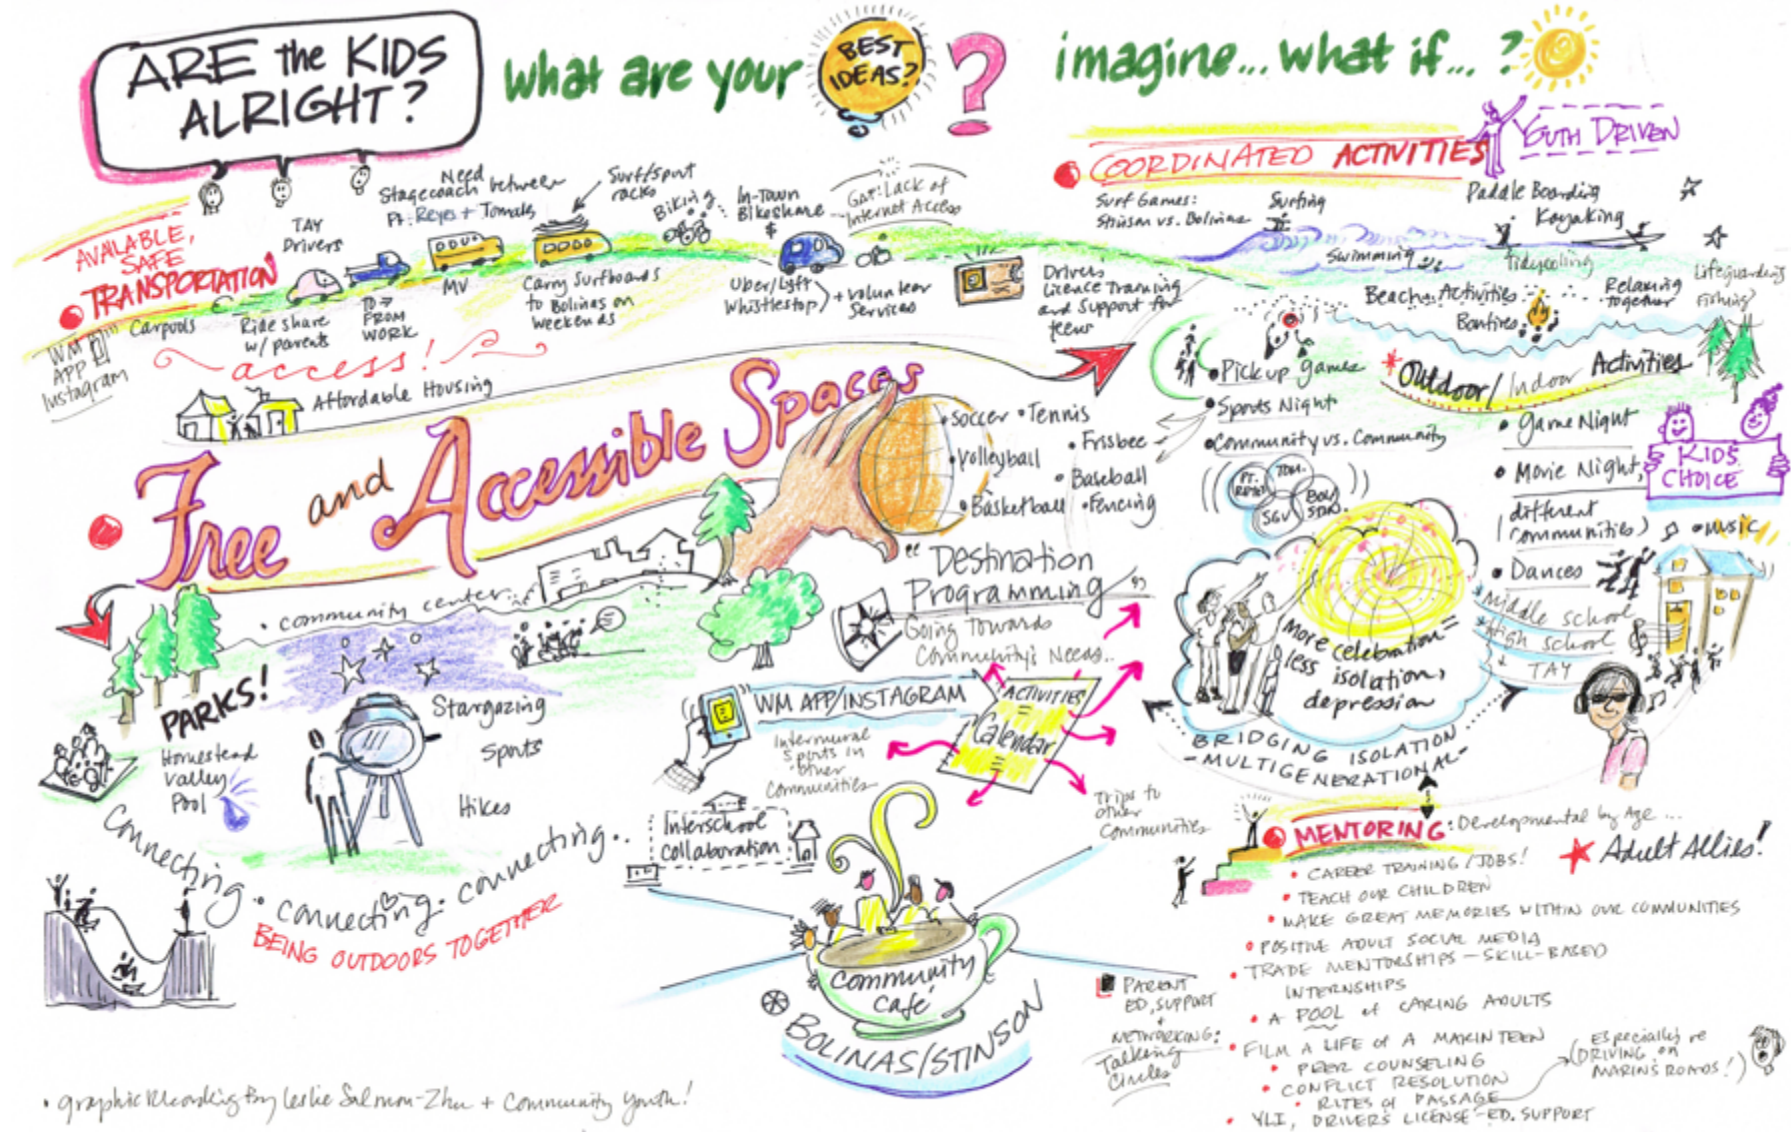 ARE the KIDS
ALRIGHT?
What are your
BEST
IDEAS?
?
imagine... what if... ?
AVAILABLE,
SAFE
TRANSPORTATION
WM
APP
Instagram
Carpools
TAY
Drivers
Ride share
w/ parents
TO →
FROM
WORK
Need
Stagecoach between
Pt. Reyes + Tomales
MV
Surf/Sport
racks
Carry Surfboards
to Bolinas on
weekends
Biking
In-Town
Bikeshare
&
Uber/Lyft
Whistlestop
+ volunteer
Services
Gap: Lack of
Internet Access
Drivers
Licence Training
and Support for
teens
access!
Affordable Housing
COORDINATED ACTIVITIES
YOUTH DRIVEN
Surf Games:
Stinson vs. Bolinas
Surfing
Paddle Boarding
Kayaking
Swimming
Tidepooling
Lifeguarding
Fishing
Beach Activities
Bonfires
Relaxing
together
* Outdoor/Indoor Activities
• Pickup games
• Sports Night
• Community vs. Community
PT.
REYES
TOM.
SGV
BOL/
STIN.
• Game Night
• Movie Night,
(different
communities)
• Dances
• MUSIC
KIDS
CHOICE
Middle school
High school
+ TAY
Free and Accessible Spaces
• Soccer • Tennis
• Frisbee
• Volleyball
• Baseball
• Basketball • Fencing
• community center
"Destination
Programming"
Going Towards
Community's Needs...
PARKS!
Homestead
Valley
Pool
Stargazing
Sports
Hikes
WM APP/INSTAGRAM
Intermural
Sports in
other
Communities
ACTIVITIES
Calendar
Trips to
other
Communities
More celebration =
less isolation,
depression
BRIDGING ISOLATION
- MULTIGENERATIONAL -
Connecting • connecting • connecting...
BEING OUTDOORS TOGETHER
Interschool
collaboration
Community
Café
BOLINAS/STINSON
PARENT
ED, SUPPORT
+
NETWORKING:
Talking
Circles
MENTORING: Developmental by Age ...
Adult Allies!
• CAREER TRAINING / JOBS!
• TEACH OUR CHILDREN
• MAKE GREAT MEMORIES WITHIN OUR COMMUNITIES
• POSITIVE ADULT SOCIAL MEDIA
• TRADE MENTORSHIPS - SKILL-BASED
INTERNSHIPS
• A POOL of CARING ADULTS
• FILM A LIFE of A MARIN TEEN
• PEER COUNSELING
• CONFLICT RESOLUTION
• RITES of PASSAGE
(Especially re
DRIVING on
MARIN'S ROADS!)
• YLI, DRIVER'S LICENSE - ED. SUPPORT
• graphic Recording by Leslie Salmon-Zhu + Community Youth!